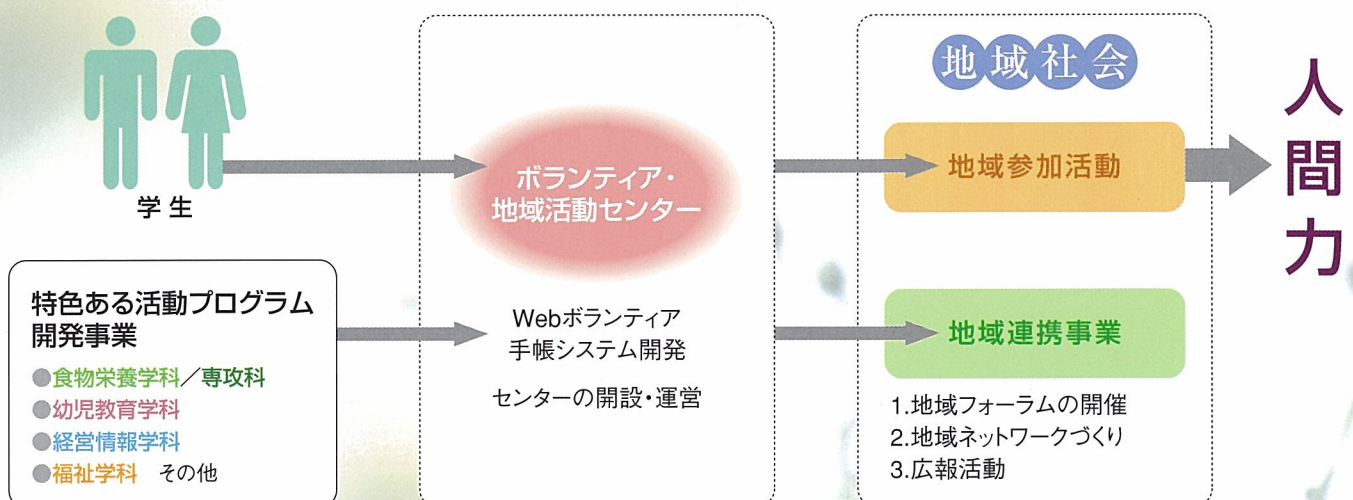 学生
特色ある活動プログラム
開発事業
●食物栄養学科／専攻科
●幼児教育学科
●経営情報学科
●福祉学科　その他
ボランティア・
地域活動センター
Webボランティア
手帳システム開発
センターの開設・運営
地域社会
地域参加活動
地域連携事業
1.地域フォーラムの開催
2.地域ネットワークづくり
3.広報活動
人間力